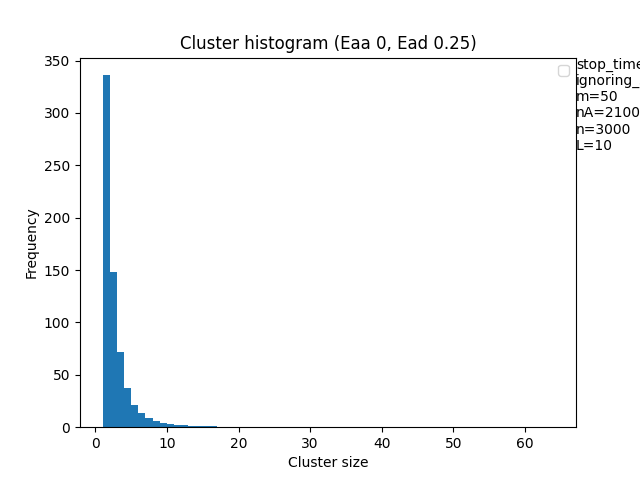 Cluster histogram (Eaa 0, Ead 0.25)
350
300
250
200
150
100
50
0
Frequency
0 10 20 30 40 50 60
Cluster size
stop_time
ignoring_
m=50
nA=2100
n=3000
L=10